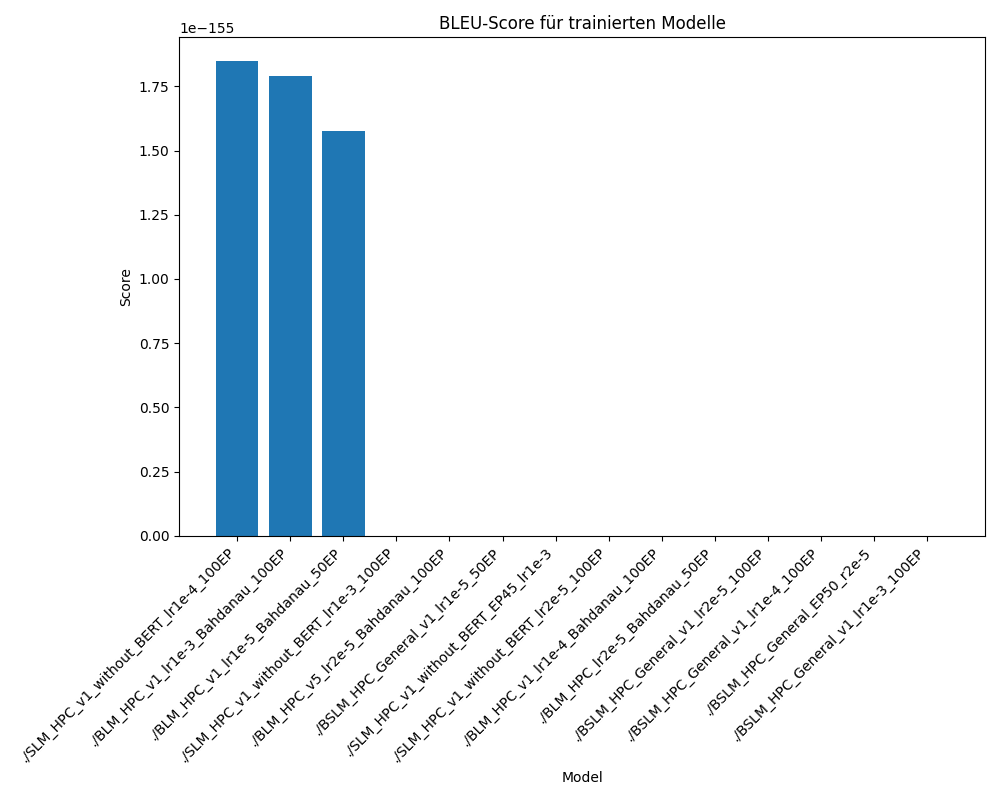 BLEU-Score für trainierten Modelle
1e−155
1.75
1.50
1.25
1.00
0.75
0.50
0.25
0.00
Score
./SLM_HPC_v1_without_BERT_lr1e-4_100EP
./BLM_HPC_v1_lr1e-3_Bahdanau_100EP
./BLM_HPC_v1_lr1e-5_Bahdanau_50EP
./SLM_HPC_v1_without_BERT_lr1e-3_100EP
./BLM_HPC_v5_lr2e-5_Bahdanau_100EP
./BSLM_HPC_General_v1_lr1e-5_50EP
./SLM_HPC_v1_without_BERT_EP45_lr1e-3
./SLM_HPC_v1_without_BERT_lr2e-5_100EP
./BLM_HPC_v1_lr1e-4_Bahdanau_100EP
./BLM_HPC_lr2e-5_Bahdanau_50EP
./BSLM_HPC_General_v1_lr2e-5_100EP
./BSLM_HPC_General_v1_lr1e-4_100EP
./BSLM_HPC_General_EP50_r2e-5
./BSLM_HPC_General_v1_lr1e-3_100EP
Model